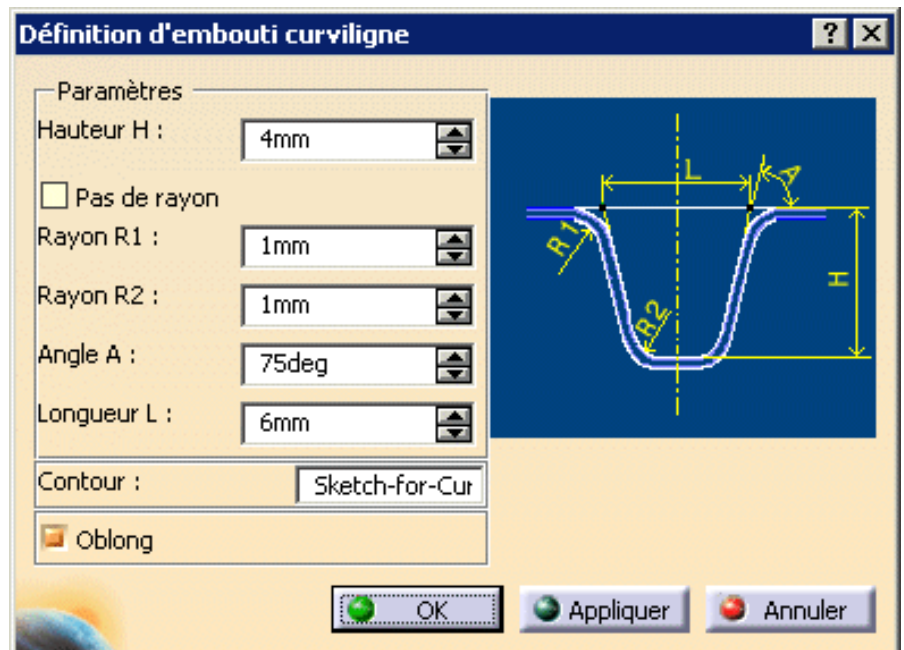 Définition d'embouti curviligne
? X
Paramètres
Hauteur H : 4mm
Pas de rayon
Rayon R1 : 1mm
Rayon R2 : 1mm
Angle A : 75deg
Longueur L : 6mm
Contour : Sketch-for-Cur
Oblong
L
A
R1
H
R2
OK Appliquer Annuler